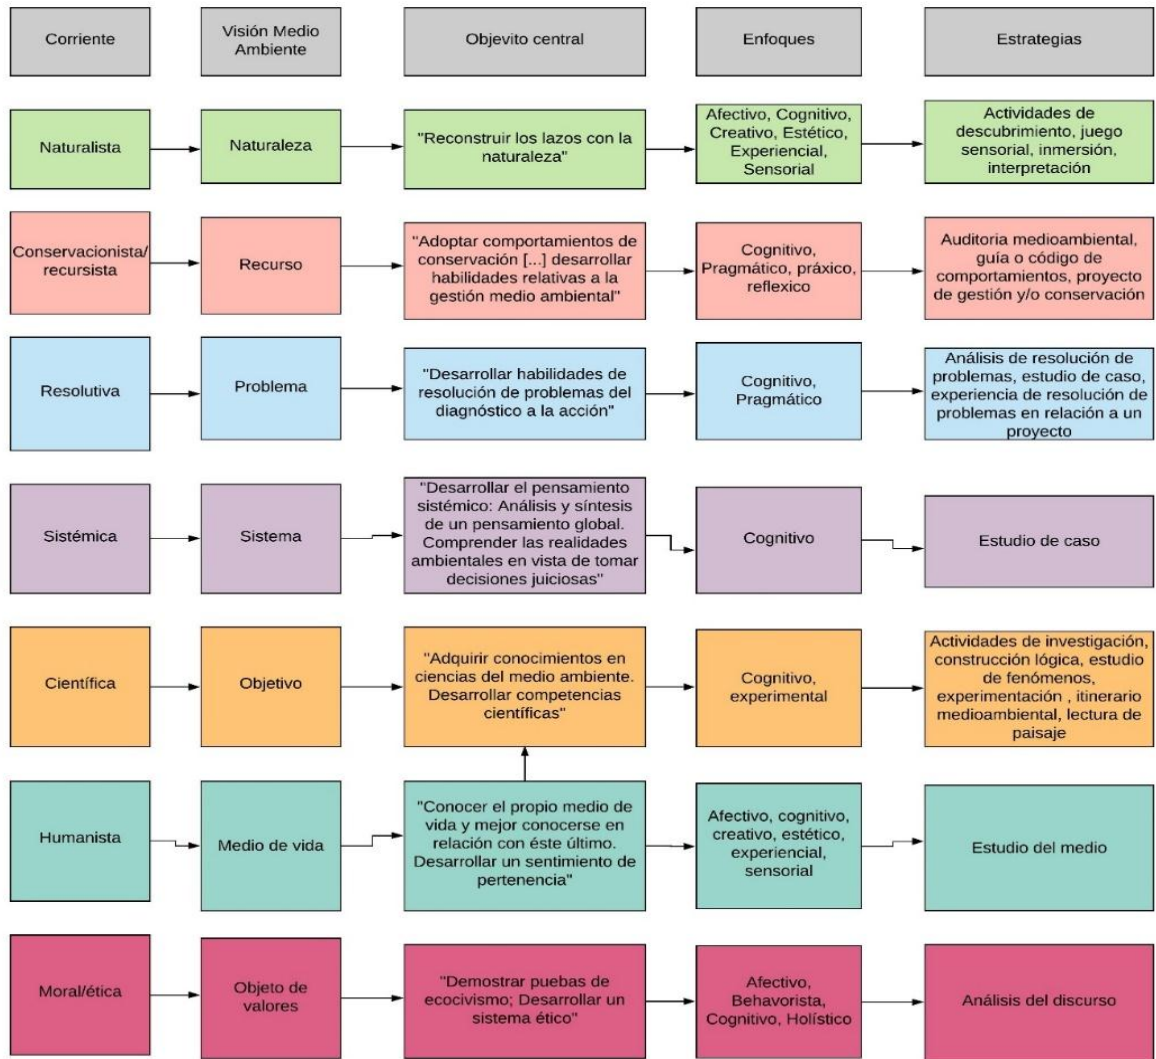 Corriente
Visión Medio
Ambiente
Objevito central
Enfoques
Estrategias
Naturalista
Naturaleza
"Reconstruir los lazos con la
naturaleza"
Afectivo, Cognitivo,
Creativo, Estético,
Experiencial,
Sensorial
Actividades de
descubrimiento, juego
sensorial, inmersión,
interpretación
Conservacionista/
recursista
Recurso
"Adoptar comportamientos de
conservación [...] desarrollar
habilidades relativas a la
gestión medio ambiental"
Cognitivo,
Pragmático, práxico,
reflexico
Auditoria medioambiental,
guía o código de
comportamientos, proyecto
de gestión y/o conservación
Resolutiva
Problema
"Desarrollar habilidades de
resolución de problemas del
diagnóstico a la acción"
Cognitivo,
Pragmático
Análisis de resolución de
problemas, estudio de caso,
experiencia de resolución de
problemas en relación a un
proyecto
Sistémica
Sistema
"Desarrollar el pensamiento
sistémico: Análisis y síntesis
de un pensamiento global.
Comprender las realidades
ambientales en vista de tomar
decisiones juiciosas"
Cognitivo
Estudio de caso
Científica
Objetivo
"Adquirir conocimientos en
ciencias del medio ambiente.
Desarrollar competencias
científicas"
Cognitivo,
experimental
Actividades de investigación,
construcción lógica, estudio
de fenómenos,
experimentación , itinerario
medioambiental, lectura de
paisaje
Humanista
Medio de vida
"Conocer el propio medio de
vida y mejor conocerse en
relación con éste último.
Desarrollar un sentimiento de
pertenencia"
Afectivo, cognitivo,
creativo, estético,
experiencial,
sensorial
Estudio del medio
Moral/ética
Objeto de
valores
"Demostrar puebas de
ecocivismo; Desarrollar un
sistema ético"
Afectivo,
Behavorista,
Cognitivo, Holístico
Análisis del discurso